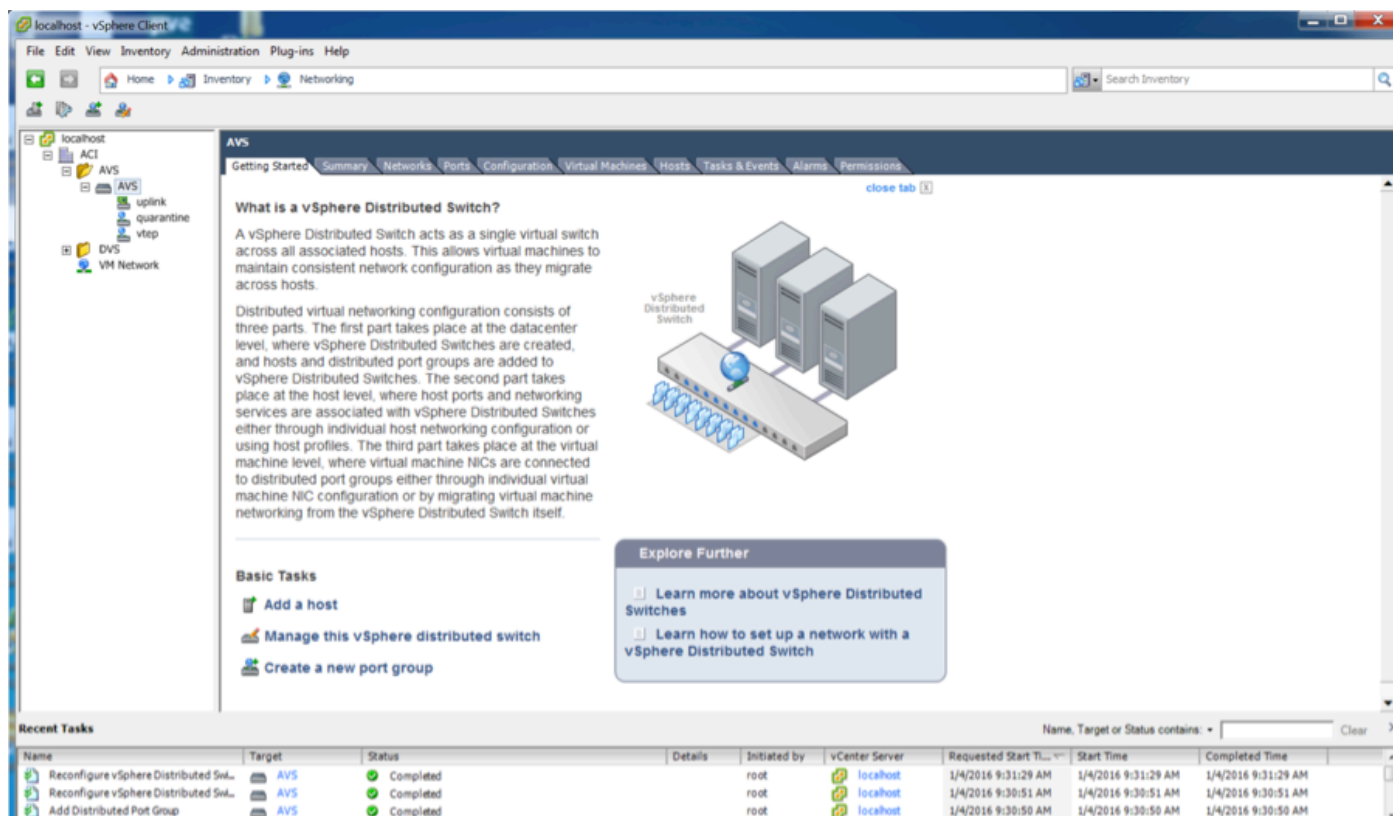 localhost - vSphere Client
File Edit View Inventory Administration Plug-ins Help
Home Inventory Networking
Search Inventory
localhost
ACI
AVS
AVS
uplink
quarantine
vtep
DVS
VM Network
AVS
Getting Started Summary Networks Ports Configuration Virtual Machines Hosts Tasks & Events Alarms Permissions
close tab
What is a vSphere Distributed Switch?
A vSphere Distributed Switch acts as a single virtual switch
across all associated hosts. This allows virtual machines to
maintain consistent network configuration as they migrate
across hosts.
Distributed virtual networking configuration consists of
three parts. The first part takes place at the datacenter
level, where vSphere Distributed Switches are created,
and hosts and distributed port groups are added to
vSphere Distributed Switches. The second part takes
place at the host level, where host ports and networking
services are associated with vSphere Distributed Switches
either through individual host networking configuration or
using host profiles. The third part takes place at the virtual
machine level, where virtual machine NICs are connected
to distributed port groups either through individual virtual
machine NIC configuration or by migrating virtual machine
networking from the vSphere Distributed Switch itself.
vSphere
Distributed
Switch
Basic Tasks
Add a host
Manage this vSphere distributed switch
Create a new port group
Explore Further
Learn more about vSphere Distributed
Switches
Learn how to set up a network with a
vSphere Distributed Switch
Recent Tasks
Name, Target or Status contains:
Clear
Name Target Status Details Initiated by vCenter Server Requested Start Ti... Start Time Completed Time
Reconfigure vSphere Distributed Swi... AVS Completed root localhost 1/4/2016 9:31:29 AM 1/4/2016 9:31:29 AM 1/4/2016 9:31:29 AM
Reconfigure vSphere Distributed Swi... AVS Completed root localhost 1/4/2016 9:30:51 AM 1/4/2016 9:30:51 AM 1/4/2016 9:30:51 AM
Add Distributed Port Group AVS Completed root localhost 1/4/2016 9:30:50 AM 1/4/2016 9:30:50 AM 1/4/2016 9:30:50 AM